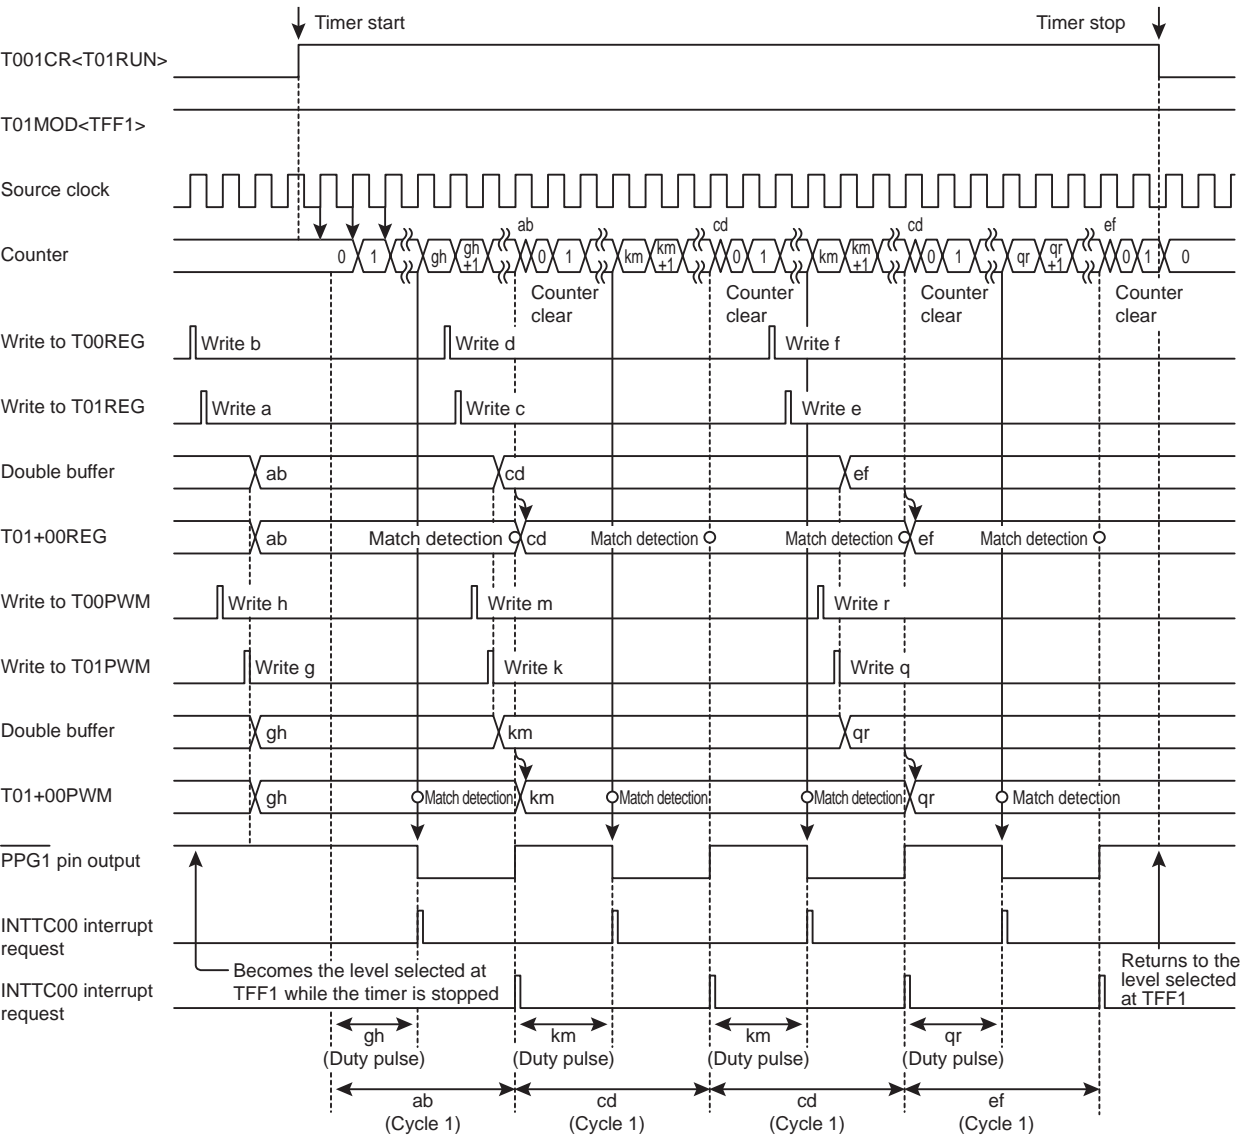 Timer start
Timer stop
T001CR<T01RUN>
T01MOD<TFF1>
Source clock
ab cd cd ef
Counter 0 1 gh gh +1 0 1 km km +1 0 1 km km +1 0 1 qr qr +1 0 1 0
Counter clear
Counter clear
Counter clear
Counter clear
Write to T00REG Write b Write d Write f
Write to T01REG Write a Write c Write e
Double buffer ab cd ef
T01+00REG ab Match detection cd Match detection Match detection ef Match detection
Write to T00PWM Write h Write m Write r
Write to T01PWM Write g Write k Write q
Double buffer gh km qr
T01+00PWM gh Match detection km Match detection Match detection qr Match detection
PPG1 pin output
INTTC00 interrupt
request
Becomes the level selected at
TFF1 while the timer is stopped
Returns to the
level selected
at TFF1
INTTC00 interrupt
request
gh km km qr
(Duty pulse) (Duty pulse) (Duty pulse) (Duty pulse)
ab cd cd ef
(Cycle 1) (Cycle 1) (Cycle 1) (Cycle 1)